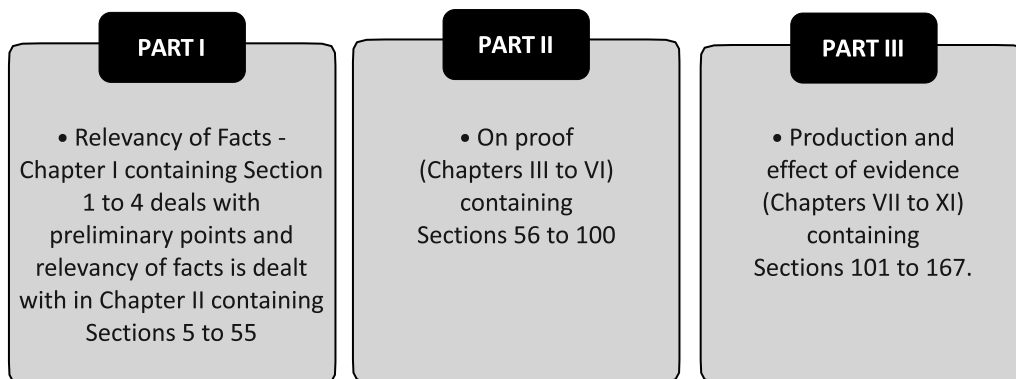 PART I
• Relevancy of Facts -
Chapter I containing Section
1 to 4 deals with
preliminary points and
relevancy of facts is dealt
with in Chapter II containing
Sections 5 to 55
PART II
• On proof
(Chapters III to VI)
containing
Sections 56 to 100
PART III
• Production and
effect of evidence
(Chapters VII to XI)
containing
Sections 101 to 167.